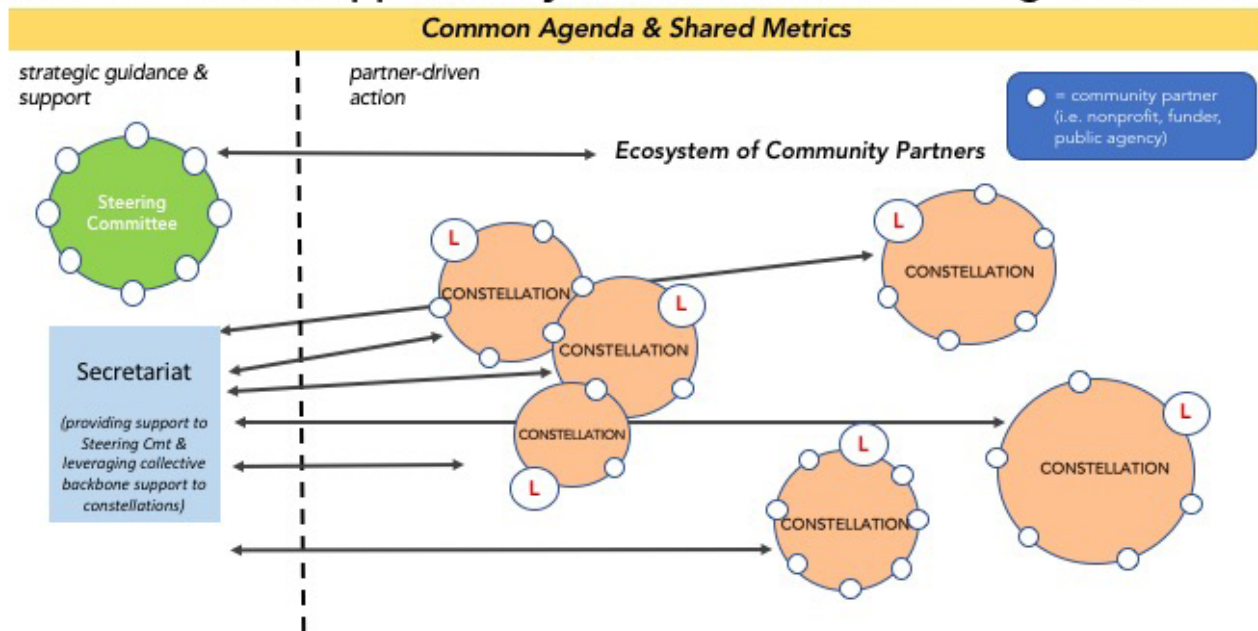 Common Agenda & Shared Metrics
strategic guidance &
support
partner-driven
action
= community partner
(i.e. nonprofit, funder,
public agency)
Ecosystem of Community Partners
Steering
Committee
L
L
L
CONSTELLATION
CONSTELLATION
CONSTELLATION
Secretariat
(providing support to
Steering Cmt &
leveraging collective
backbone support to
constellations)
CONSTELLATION
L
L
L
CONSTELLATION
CONSTELLATION